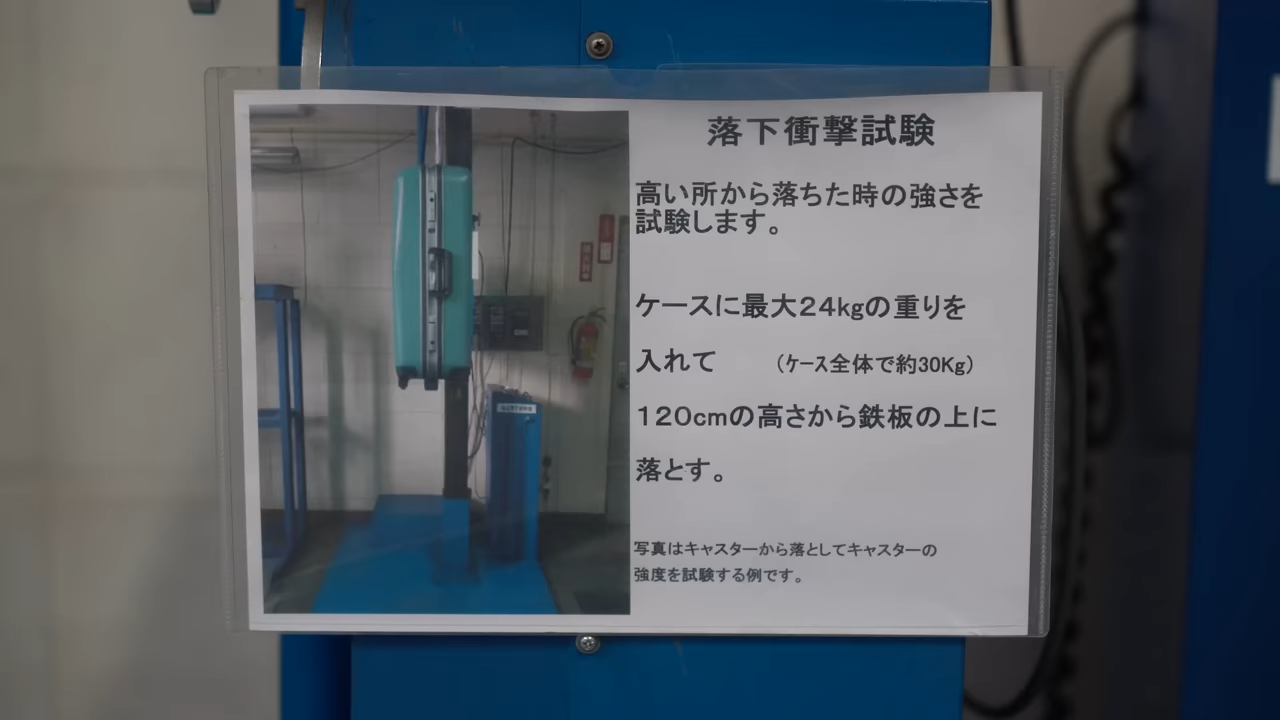 落下衝撃試験
高い所から落ちた時の強さを
試験します。
ケースに最大24kgの重りを
入れて　（ケース全体で約30Kg）
120cmの高さから鉄板の上に
落とす。
写真はキャスターから落としてキャスターの
強度を試験する例です。